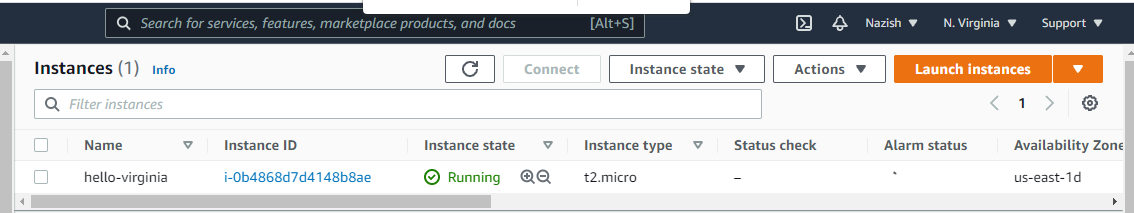 Search for services, features, marketplace products, and docs [Alt+S] Nazish N. Virginia Support
Instances (1) Info Connect Instance state Actions Launch instances
Filter instances 1
Name Instance ID Instance state Instance type Status check Alarm status Availability Zone
hello-virginia i-0b4868d7d4148b8ae Running t2.micro – us-east-1d